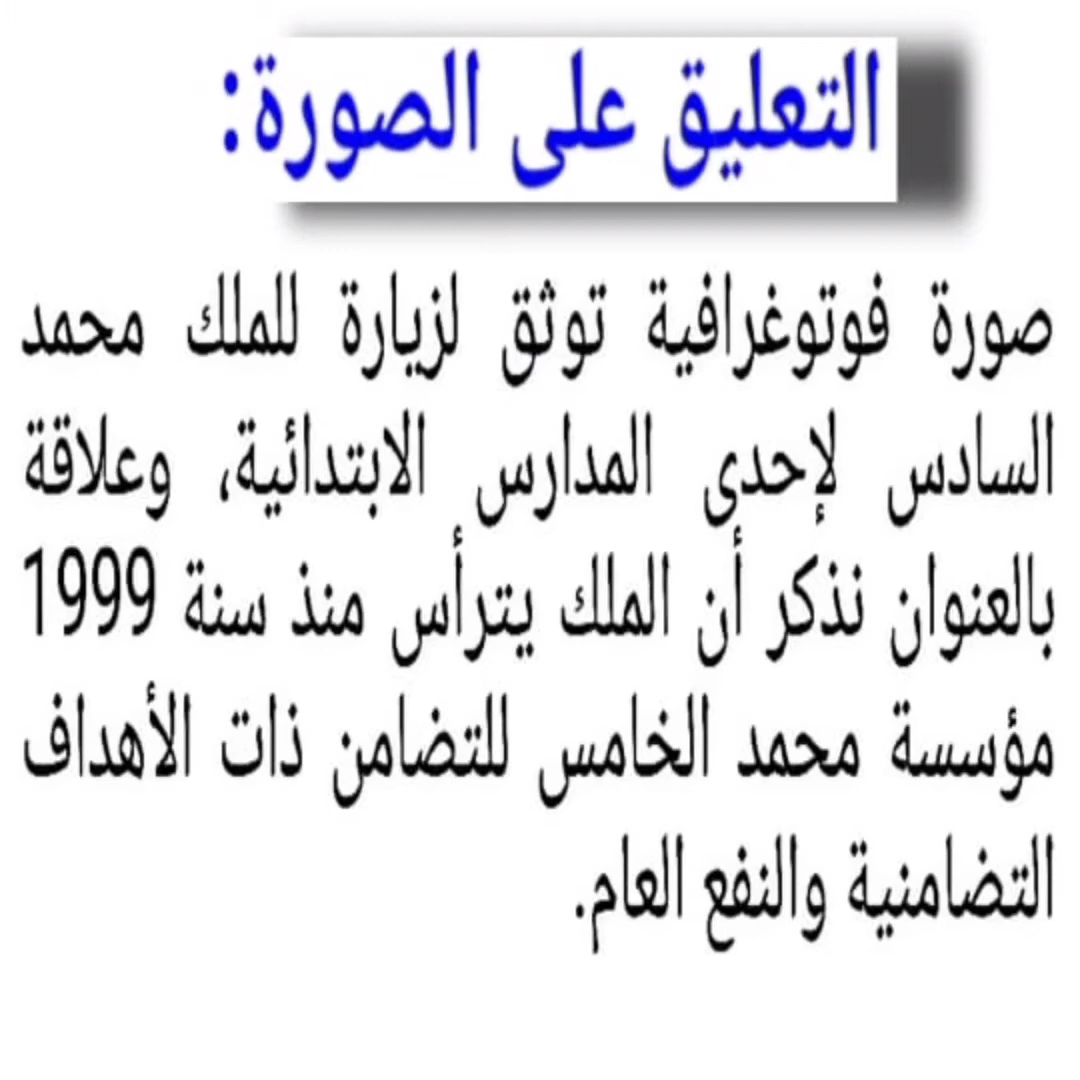 التعليق على الصورة:
صورة فوتوغرافية توثق لزيارة للملك محمد
السادس لإحدى المدارس الابتدائية، وعلاقة
بالعنوان نذكر أن الملك يترأس منذ سنة 1999
مؤسسة محمد الخامس للتضامن ذات الأهداف
التضامنية والنفع العام.